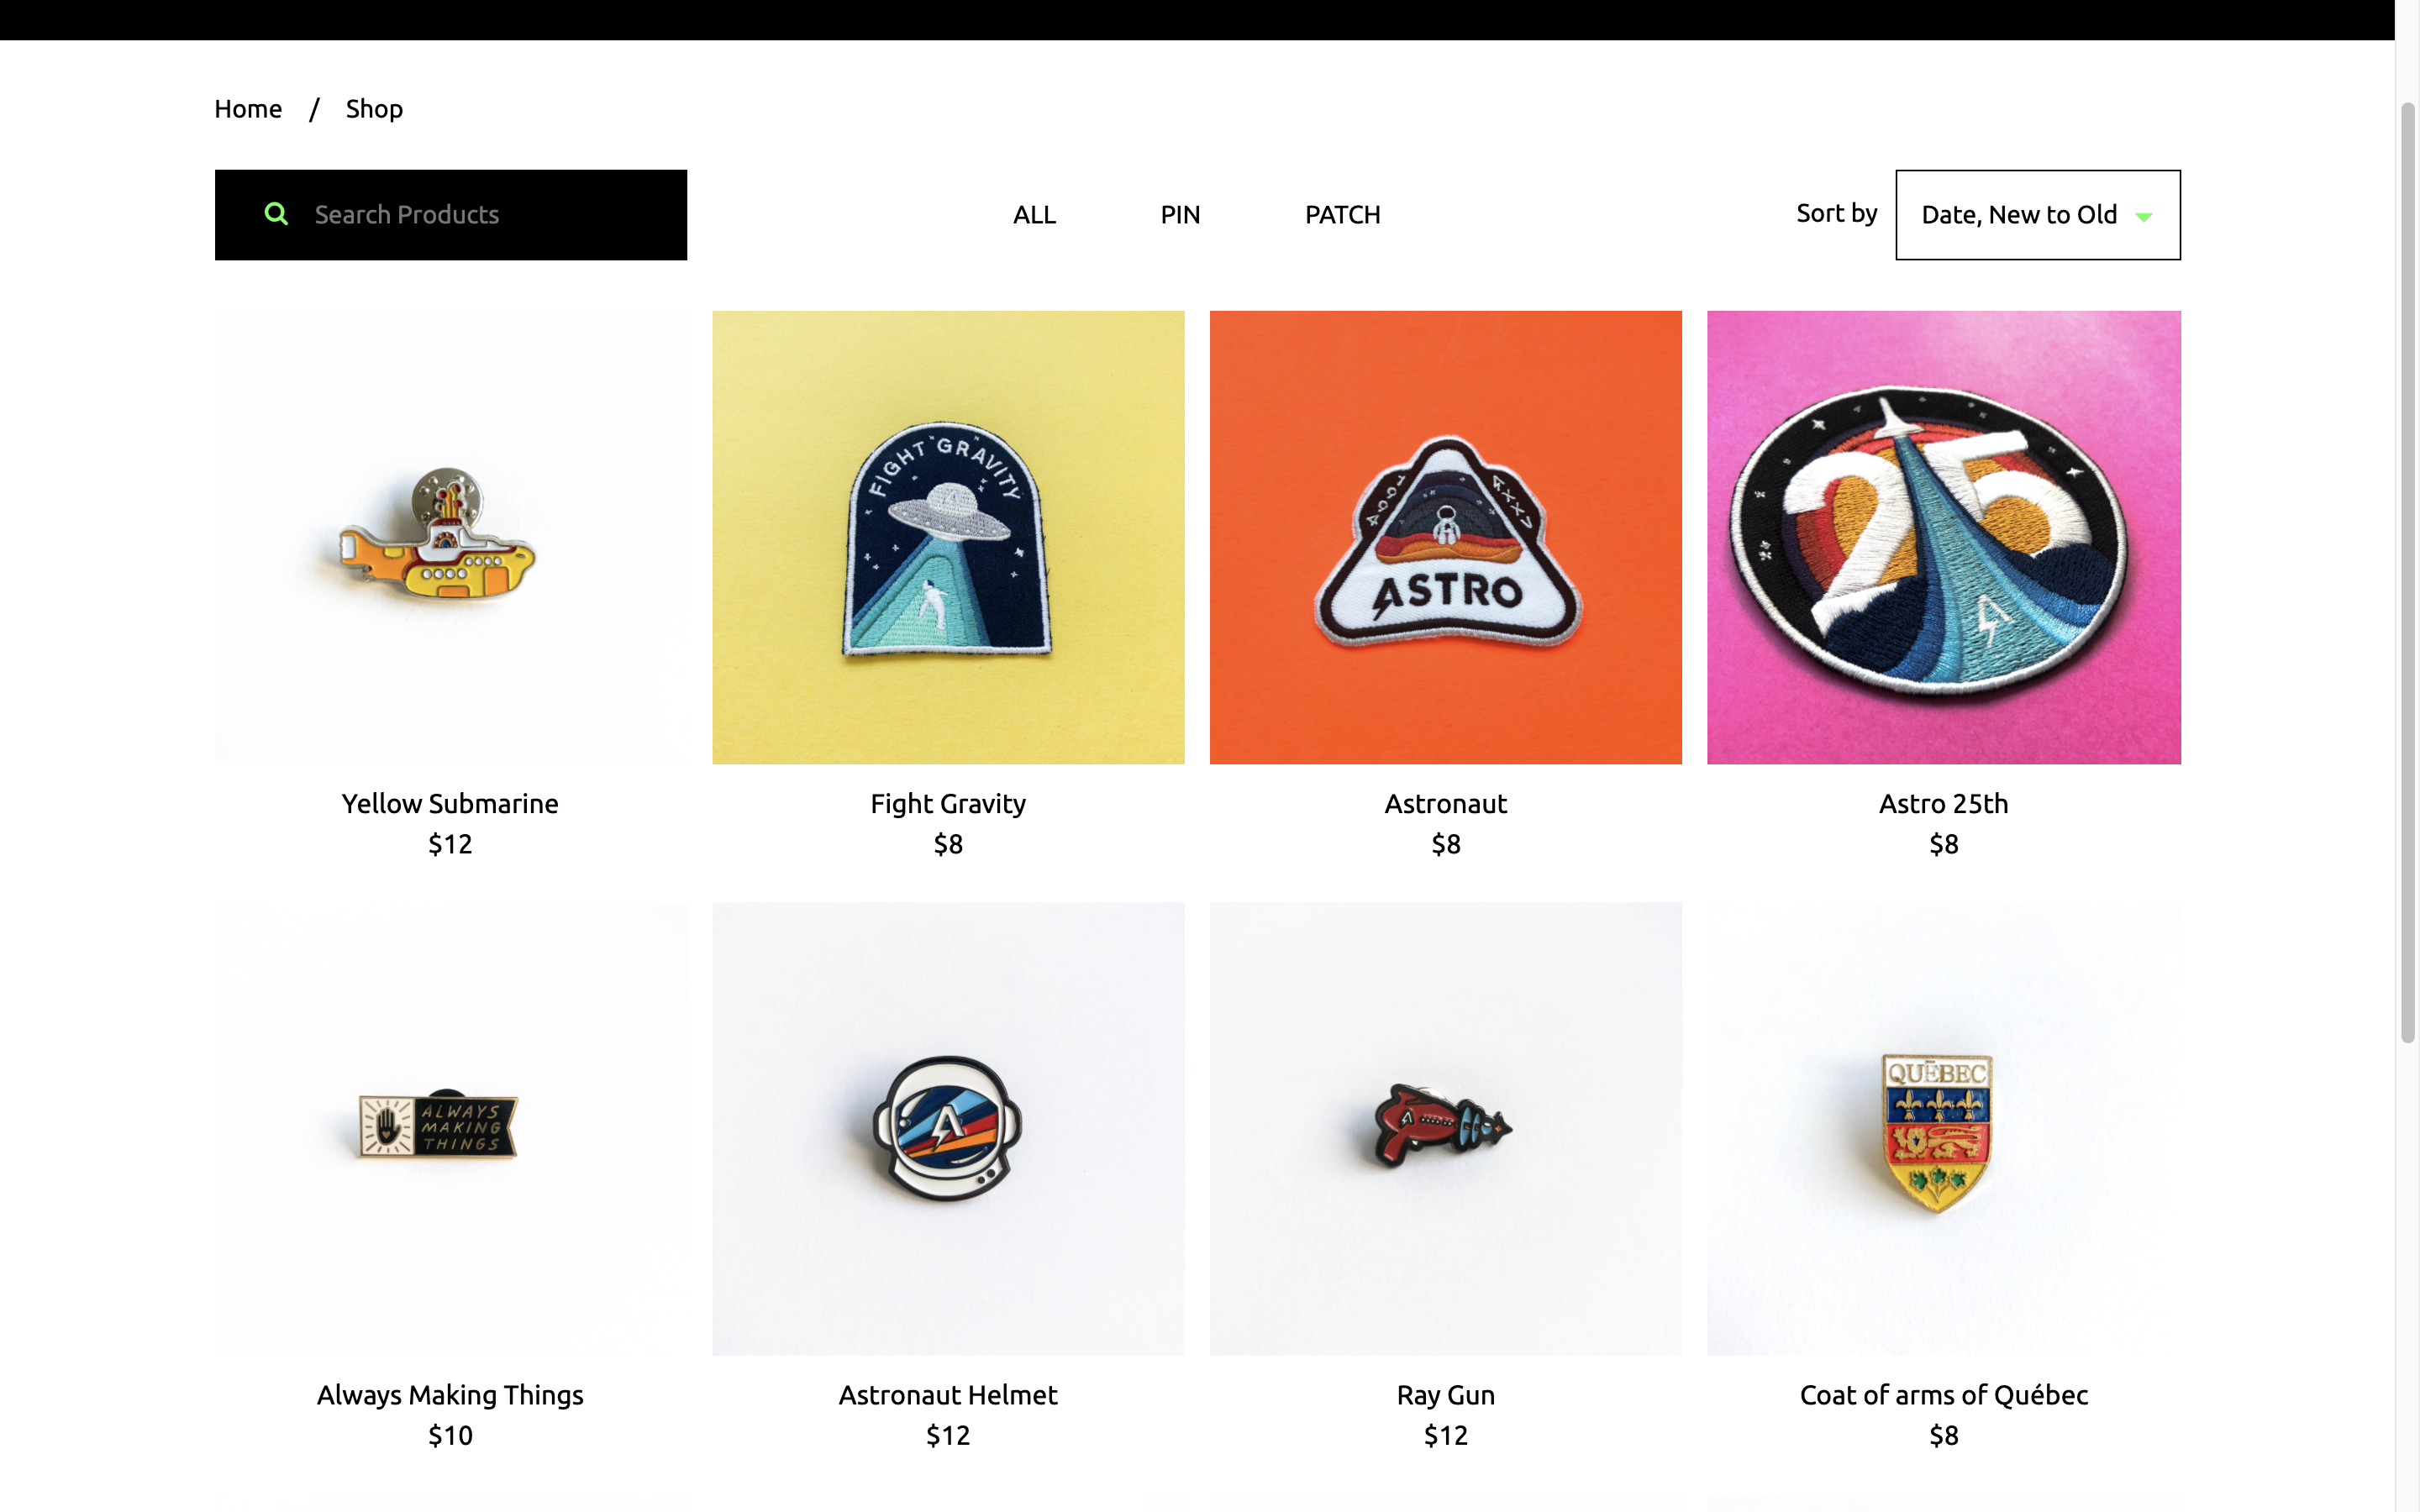 Home / Shop
Search Products
ALL
PIN
PATCH
Sort by
Date, New to Old
FIGHT GRAVITY
ASTRO
25
Yellow Submarine
$12
Fight Gravity
$8
Astronaut
$8
Astro 25th
$8
ALWAYS
MAKING
THINGS
A
A
QUÉBEC
Always Making Things
$10
Astronaut Helmet
$12
Ray Gun
$12
Coat of arms of Québec
$8